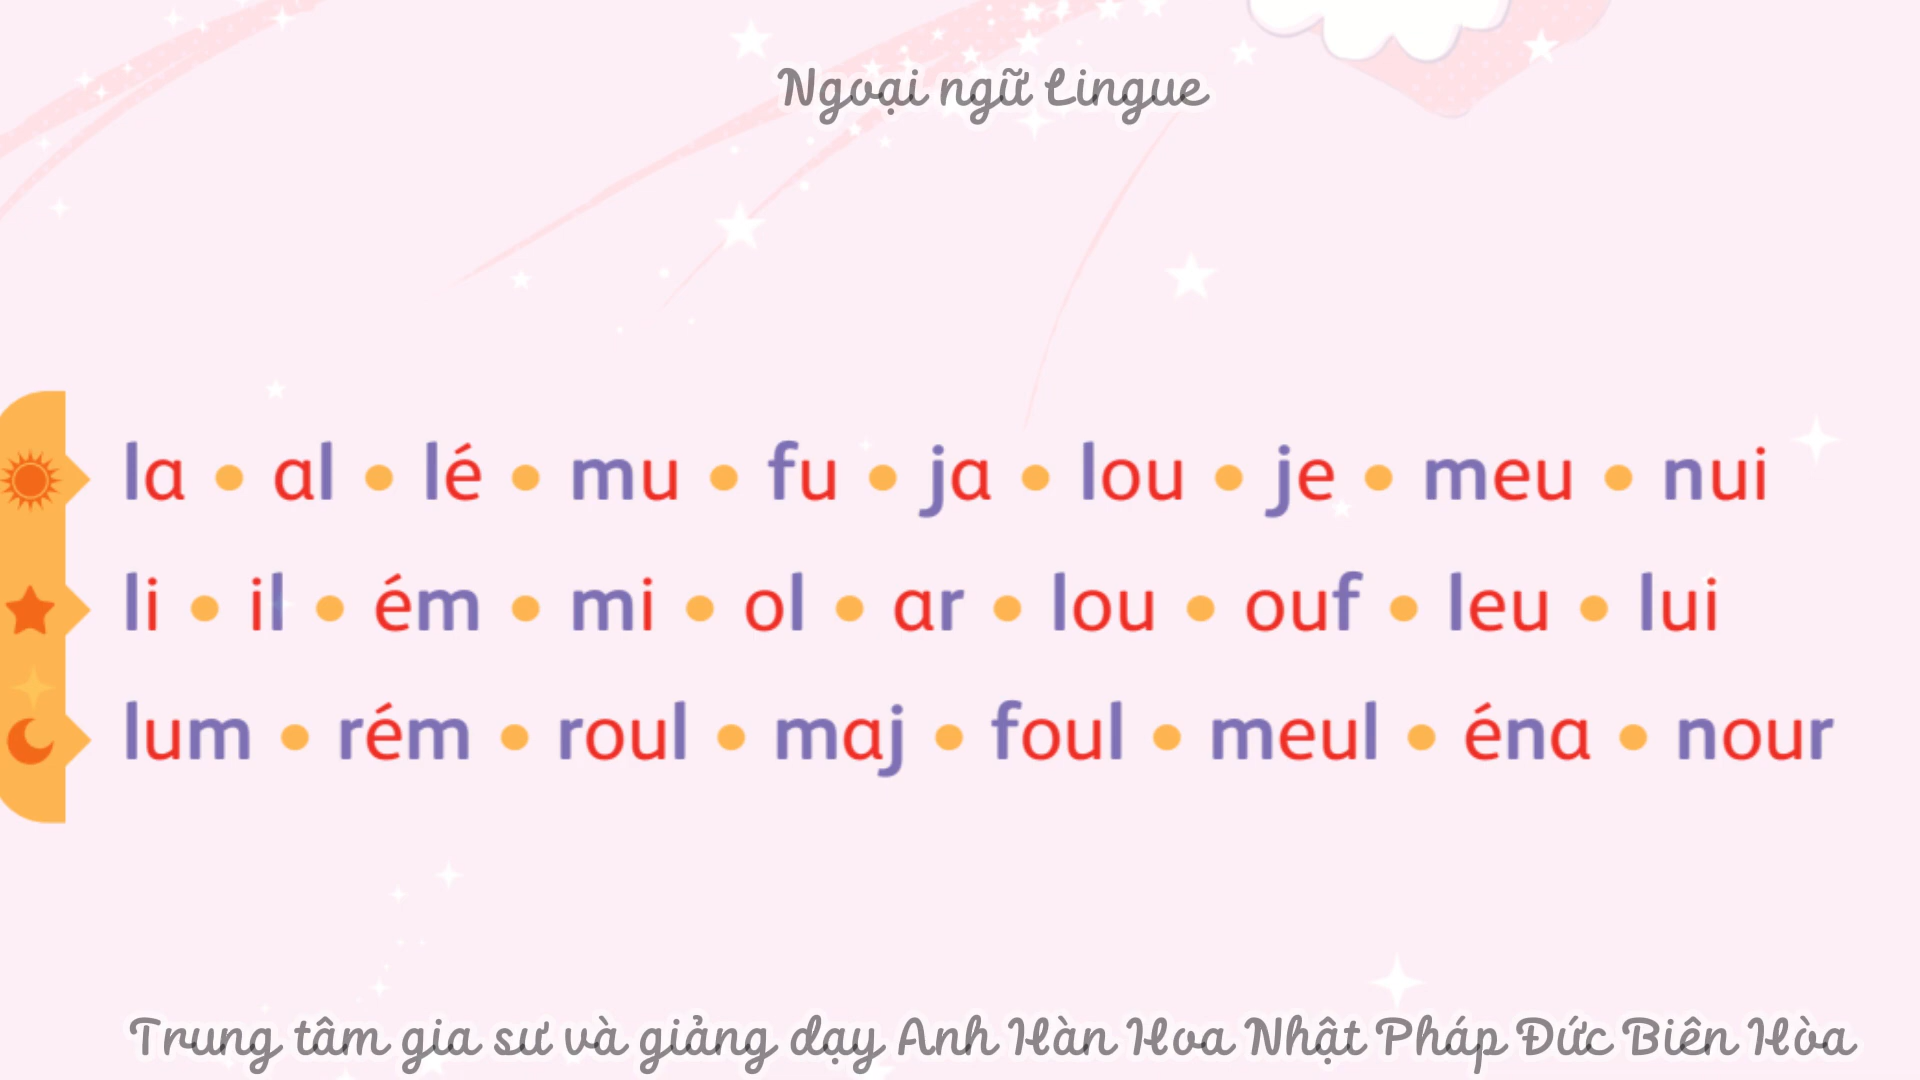 Ngoại ngữ Lingue
la • al • lé • mu • fu • ja • lou • je • meu • nui
li • il • ém • mi • ol • ar • lou • ouf • leu • lui
lum • rém • roul • maj • foul • meul • éna • nour
Trung tâm gia sư và giảng dạy Anh Hàn Hoa Nhật Pháp Đức Biên Hòa